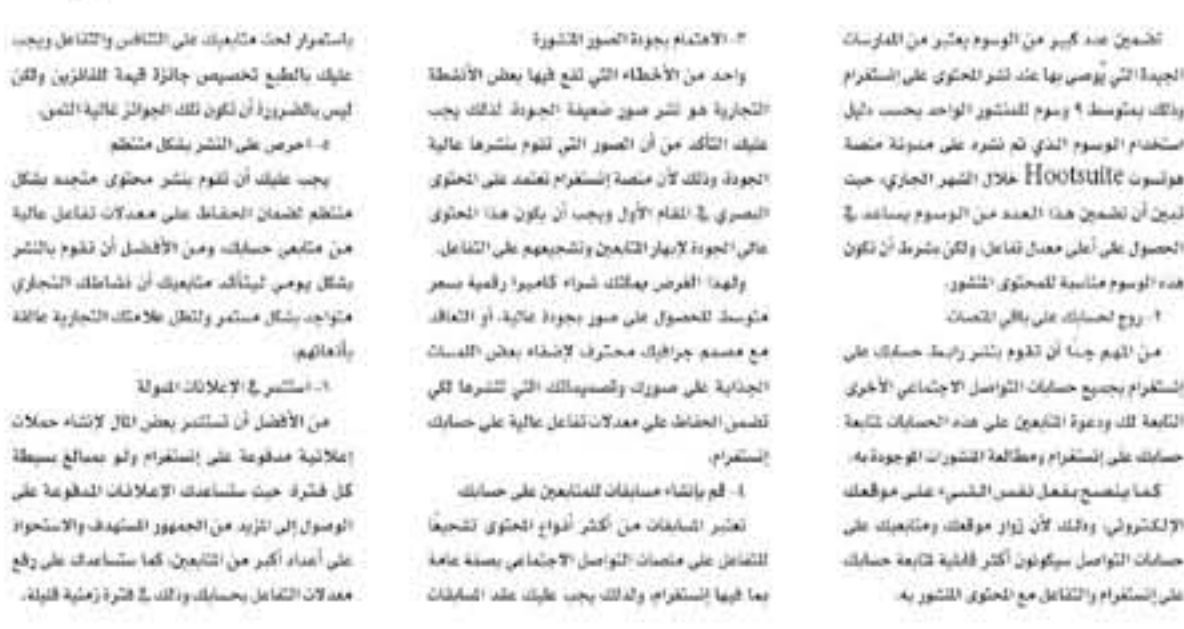 تضمين عدد كبير من الوسوم يعتبر من الممارسات
الجيدة التي يُوصى بها عند نشر المحتوى على إنستغرام
وذلك بمتوسط ٩ وسوم للمنشور الواحد بحسب دليل
استخدام الوسوم الذي تم نشره على مدونة منصة
هوتسوت Hootsuite خلال الشهر الجاري، حيث
تبين أن تضمين هذا العدد من الوسوم يساعد في
الحصول على أعلى معدل تفاعل، ولكن بشرط أن تكون
هذه الوسوم مناسبة للمحتوى المنشور.
٢- روج لحسابك على باقي المنصات
من المهم جدًا أن تقوم بنشر رابط حسابك على
إنستغرام بجميع حسابات التواصل الاجتماعي الأخرى
التابعة لك ودعوة المتابعين على هذه الحسابات لمتابعة
حسابك على إنستغرام ومطالعة المنشورات الموجودة به.
كما ينصح بفعل نفس الشيء على موقعك
الإلكتروني، وذلك لأن زوار موقعك ومتابعيك على
حسابات التواصل سيكونون أكثر قابلية لمتابعة حسابك
على إنستغرام والتفاعل مع المحتوى المنشور به.
٣- الاهتمام بجودة الصور المنشورة
واحد من الأخطاء التي تقع فيها بعض الأنشطة
التجارية هو نشر صور ضعيفة الجودة، لذلك يجب
عليك التأكد من أن الصور التي تقوم بنشرها عالية
الجودة، وذلك لأن منصة إنستغرام تعتمد على المحتوى
البصري في المقام الأول ويجب أن يكون هذا المحتوى
عالي الجودة لإبهار المتابعين وتشجيعهم على التفاعل.
ولهذا الغرض يمكنك شراء كاميرا رقمية بسعر
متوسط للحصول على صور بجودة عالية، أو التعاقد
مع مصمم جرافيك محترف لإضفاء بعض اللمسات
الجذابة على صورك وتصميماتك التي تنشرها لكي
تضمن الحفاظ على معدلات تفاعل عالية على حسابك
إنستغرام.
٤- قم بإنشاء مسابقات للمتابعين على حسابك
تعتبر المسابقات من أكثر أنواع المحتوى تشجيعًا
للتفاعل على منصات التواصل الاجتماعي بصفة عامة
بما فيها إنستغرام، ولذلك يجب عليك عقد المسابقات
باستمرار لحث متابعيك على التنافس والتفاعل ويجب
عليك بالطبع تخصيص جائزة قيمة للفائزين ولكن
ليس بالضرورة أن تكون تلك الجوائز غالية الثمن.
٥- احرص على النشر بشكل منتظم
يجب عليك أن تقوم بنشر محتوى متجدد بشكل
منتظم لضمان الحفاظ على معدلات تفاعل عالية
من متابعي حسابك، ومن الأفضل أن تقوم بالنشر
بشكل يومي ليتأكد متابعيك أن نشاطك التجاري
متواجد بشكل مستمر ولتظل علامتك التجارية عالقة
بأذهانهم.
٦- استثمر في الإعلانات الممولة
من الأفضل أن تستثمر بعض المال لإنشاء حملات
إعلانية مدفوعة على إنستغرام ولو بمبالغ بسيطة
كل فترة، حيث ستساعدك الإعلانات المدفوعة على
الوصول إلى المزيد من الجمهور المستهدف والاستحواذ
على أعداد أكبر من المتابعين، كما ستساعدك على رفع
معدلات التفاعل بحسابك وذلك في فترة زمنية قليلة.